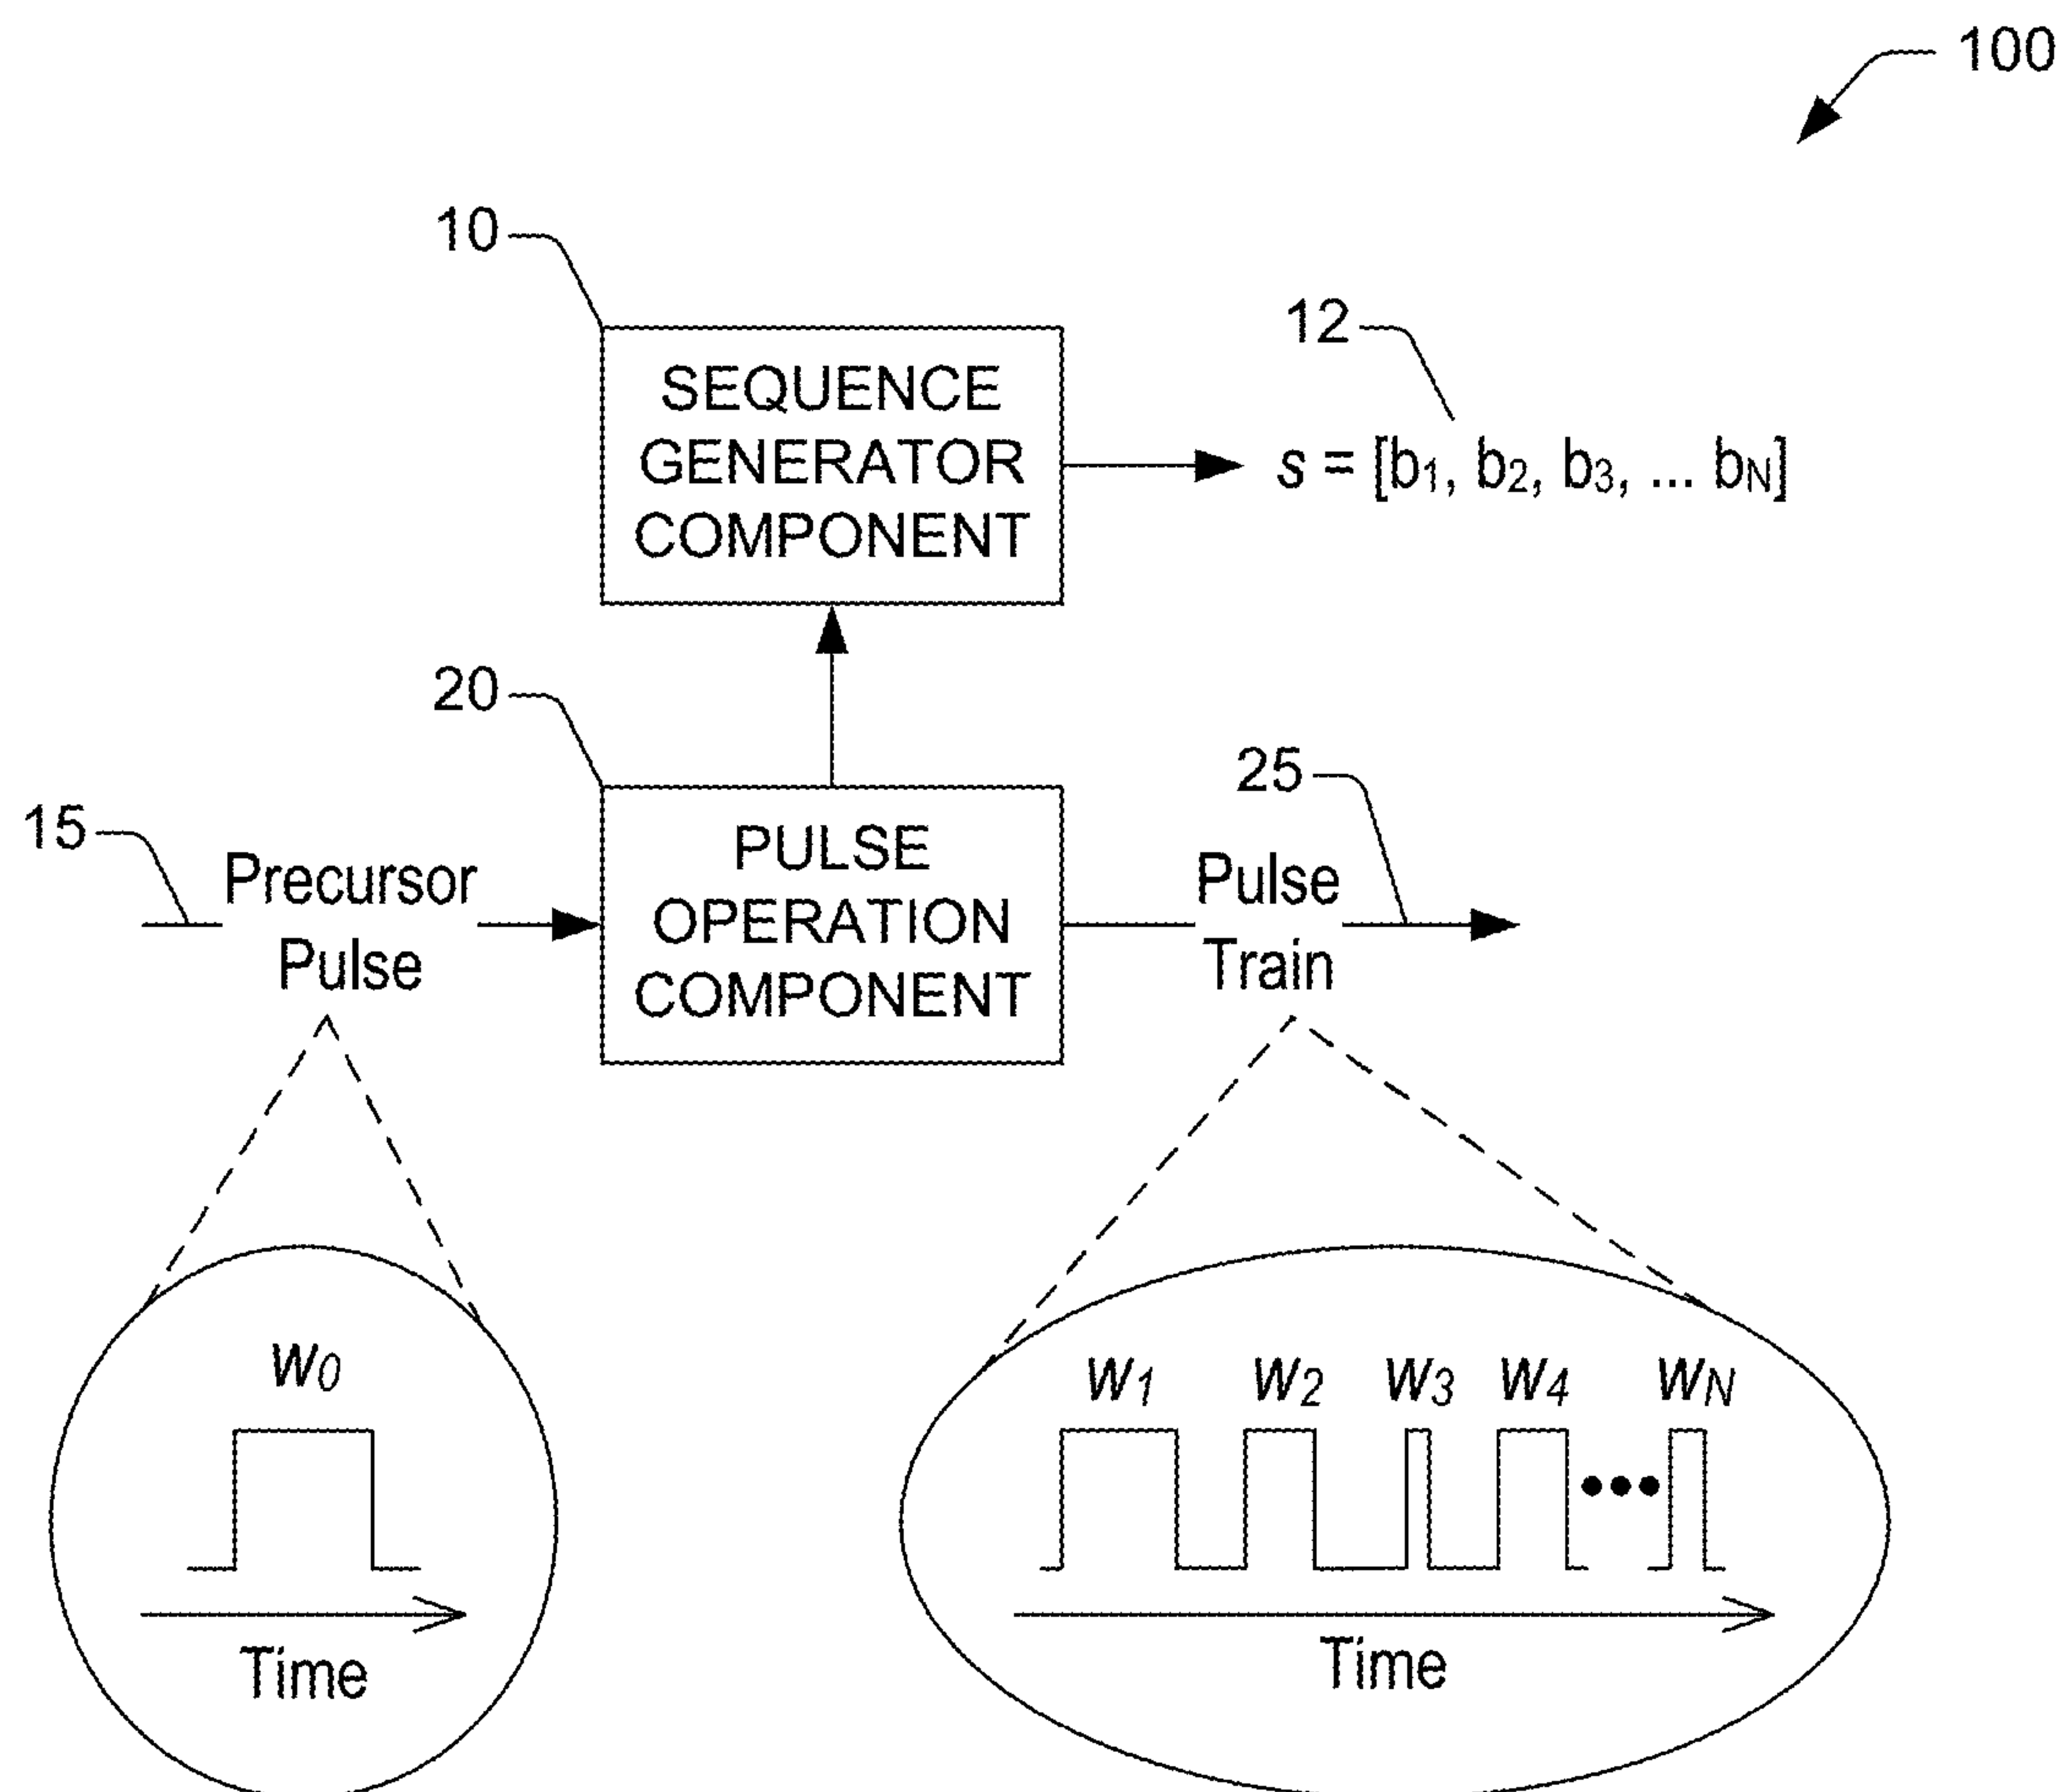 100
10
12
SEQUENCE
GENERATOR
COMPONENT
s = [b1, b2, b3, ... bN]
20
25
15
Precursor
Pulse
PULSE
OPERATION
COMPONENT
Pulse
Train
W0
Time
W1 W2 W3 W4 ••• WN
Time